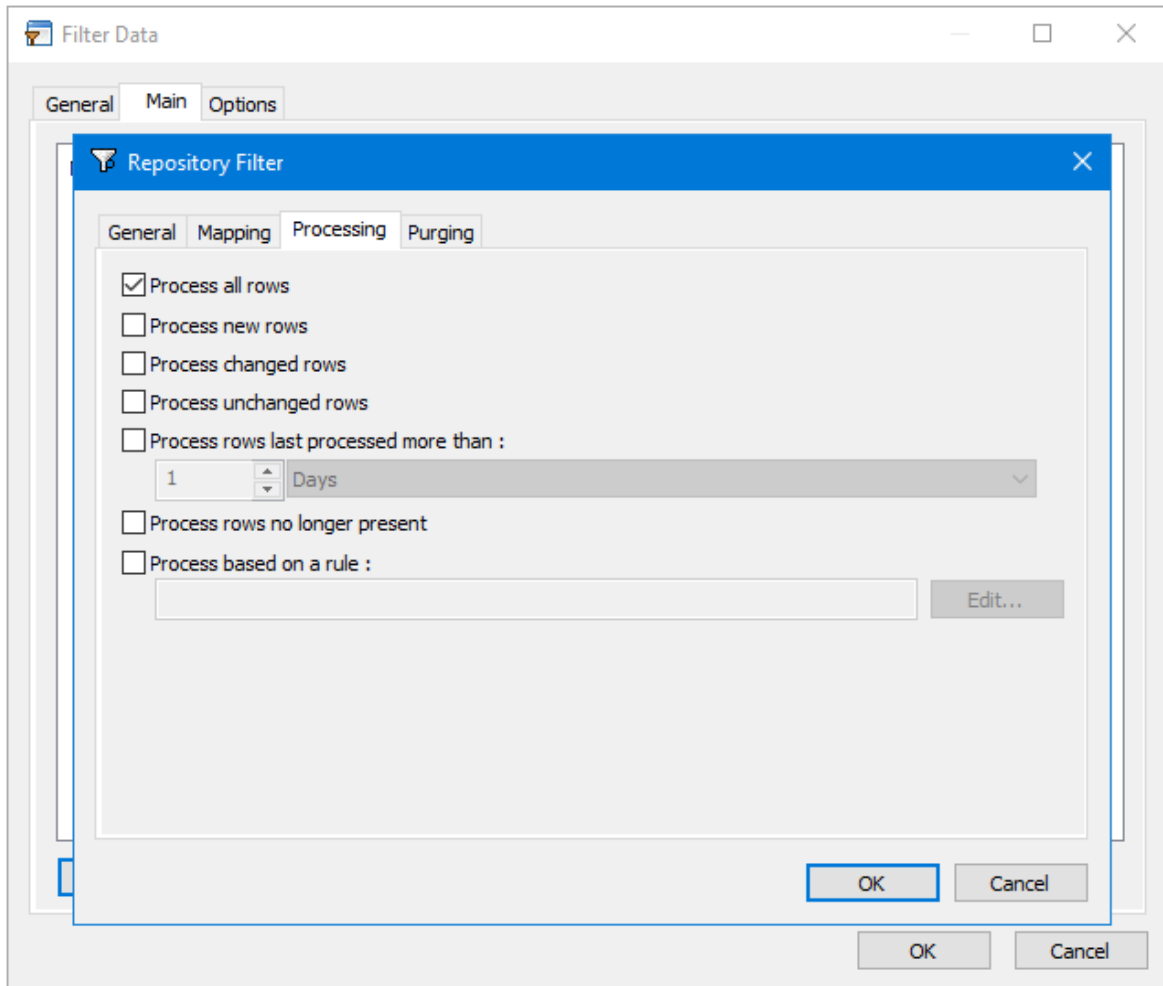 Filter Data
General Main Options
Repository Filter
General Mapping Processing Purging
Process all rows
Process new rows
Process changed rows
Process unchanged rows
Process rows last processed more than :
1 Days
Process rows no longer present
Process based on a rule :
Edit...
OK Cancel
OK Cancel